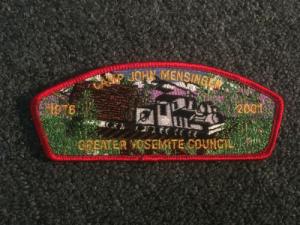 CAMP JOHN MENSINGER
1976 2001
GREATER YOSEMITE COUNCIL